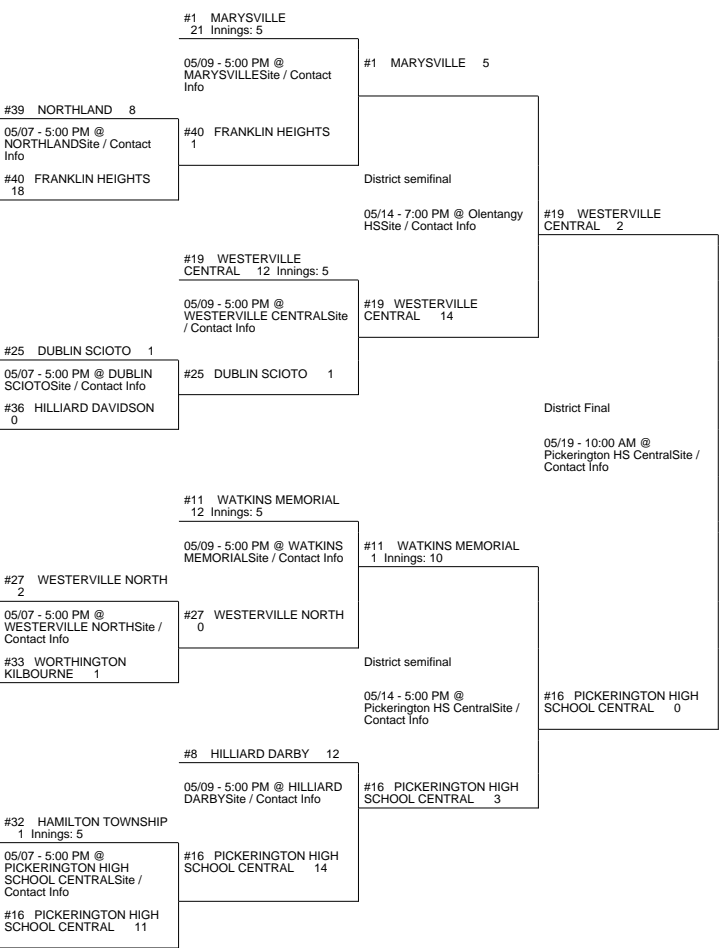 #1 MARYSVILLE
21 Innings: 5
05/09 - 5:00 PM @
MARYSVILLESite / Contact
Info
#1 MARYSVILLE 5
#39 NORTHLAND 8
05/07 - 5:00 PM @
NORTHLANDSite / Contact
Info
#40 FRANKLIN HEIGHTS
1
#40 FRANKLIN HEIGHTS
18
District semifinal
05/14 - 7:00 PM @ Olentangy
HSSite / Contact Info
#19 WESTERVILLE
CENTRAL 2
#19 WESTERVILLE
CENTRAL 12 Innings: 5
05/09 - 5:00 PM @
WESTERVILLE CENTRALSite
/ Contact Info
#19 WESTERVILLE
CENTRAL 14
#25 DUBLIN SCIOTO 1
05/07 - 5:00 PM @ DUBLIN
SCIOTOSite / Contact Info
#25 DUBLIN SCIOTO 1
#36 HILLIARD DAVIDSON
0
District Final
05/19 - 10:00 AM @
Pickerington HS CentralSite /
Contact Info
#11 WATKINS MEMORIAL
12 Innings: 5
05/09 - 5:00 PM @ WATKINS
MEMORIALSite / Contact Info
#11 WATKINS MEMORIAL
1 Innings: 10
#27 WESTERVILLE NORTH
2
05/07 - 5:00 PM @
WESTERVILLE NORTHSite /
Contact Info
#27 WESTERVILLE NORTH
0
#33 WORTHINGTON
KILBOURNE 1
District semifinal
05/14 - 5:00 PM @
Pickerington HS CentralSite /
Contact Info
#16 PICKERINGTON HIGH
SCHOOL CENTRAL 0
#8 HILLIARD DARBY 12
05/09 - 5:00 PM @ HILLIARD
DARBYSite / Contact Info
#16 PICKERINGTON HIGH
SCHOOL CENTRAL 3
#32 HAMILTON TOWNSHIP
1 Innings: 5
05/07 - 5:00 PM @
PICKERINGTON HIGH
SCHOOL CENTRALSite /
Contact Info
#16 PICKERINGTON HIGH
SCHOOL CENTRAL 14
#16 PICKERINGTON HIGH
SCHOOL CENTRAL 11